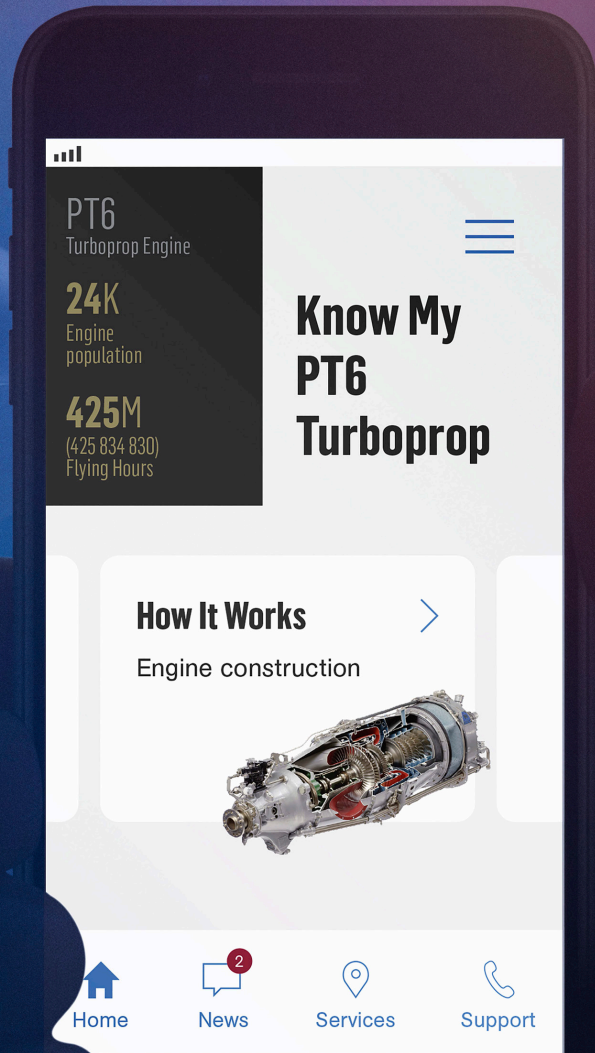 PT6
Turboprop Engine
24K
Engine
population
425M
(425 834 830)
Flying Hours
Know My
PT6
Turboprop
How It Works
Engine construction
2
Home
News
Services
Support